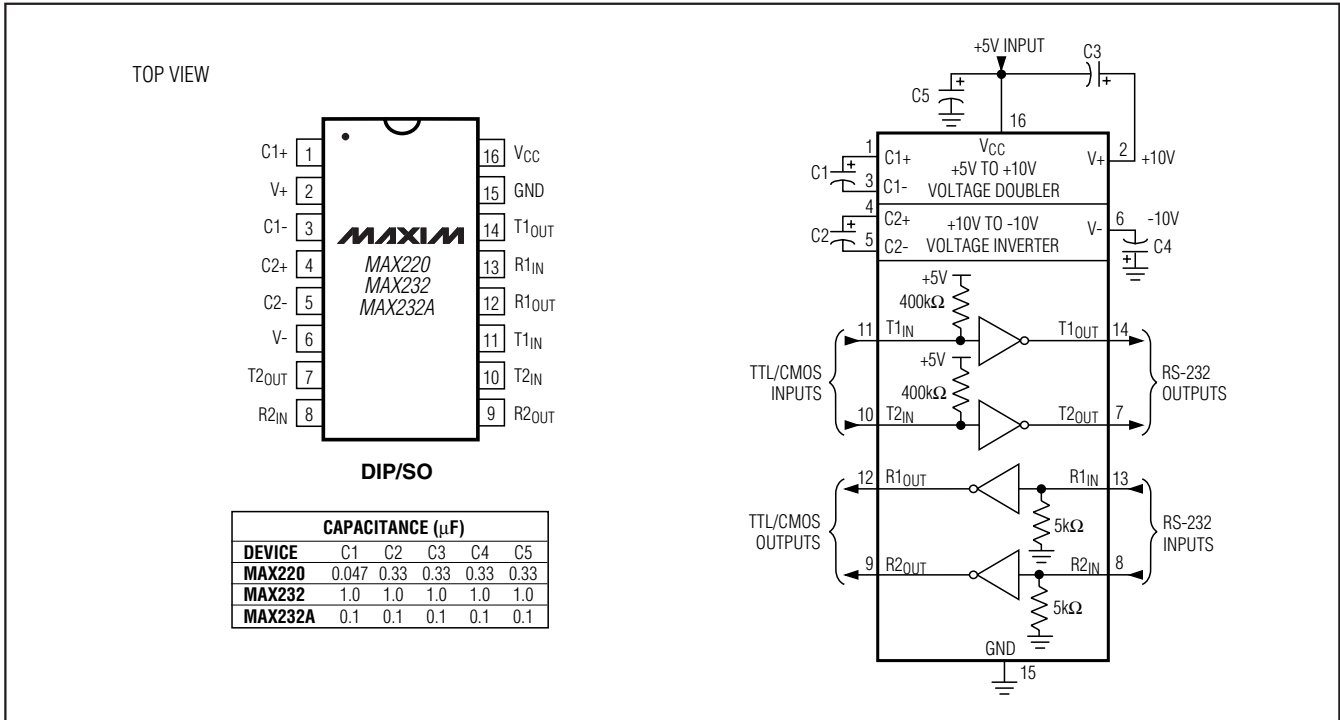 TOP VIEW
C1+ 1
V+ 2
C1- 3
C2+ 4
C2- 5
V- 6
T2OUT 7
R2IN 8
16 VCC
15 GND
14 T1OUT
13 R1IN
12 R1OUT
11 T1IN
10 T2IN
9 R2OUT
MAXIM
MAX220
MAX232
MAX232A
DIP/SO
CAPACITANCE (μF)
DEVICE C1 C2 C3 C4 C5
MAX220 0.047 0.33 0.33 0.33 0.33
MAX232 1.0 1.0 1.0 1.0 1.0
MAX232A 0.1 0.1 0.1 0.1 0.1
+5V INPUT
C3
+
C5
+
16
VCC
1
C1+
+5V TO +10V
V+
2
+10V
C1
+
3
C1-
VOLTAGE DOUBLER
4
C2+
+10V TO -10V
V-
6
-10V
C2
+
5
C2-
VOLTAGE INVERTER
C4
+
+5V
400kΩ
11 T1IN
T1OUT 14
+5V
400kΩ
TTL/CMOS
INPUTS
RS-232
OUTPUTS
10 T2IN
T2OUT 7
12 R1OUT
R1IN 13
5kΩ
TTL/CMOS
OUTPUTS
RS-232
INPUTS
9 R2OUT
R2IN 8
5kΩ
GND
15